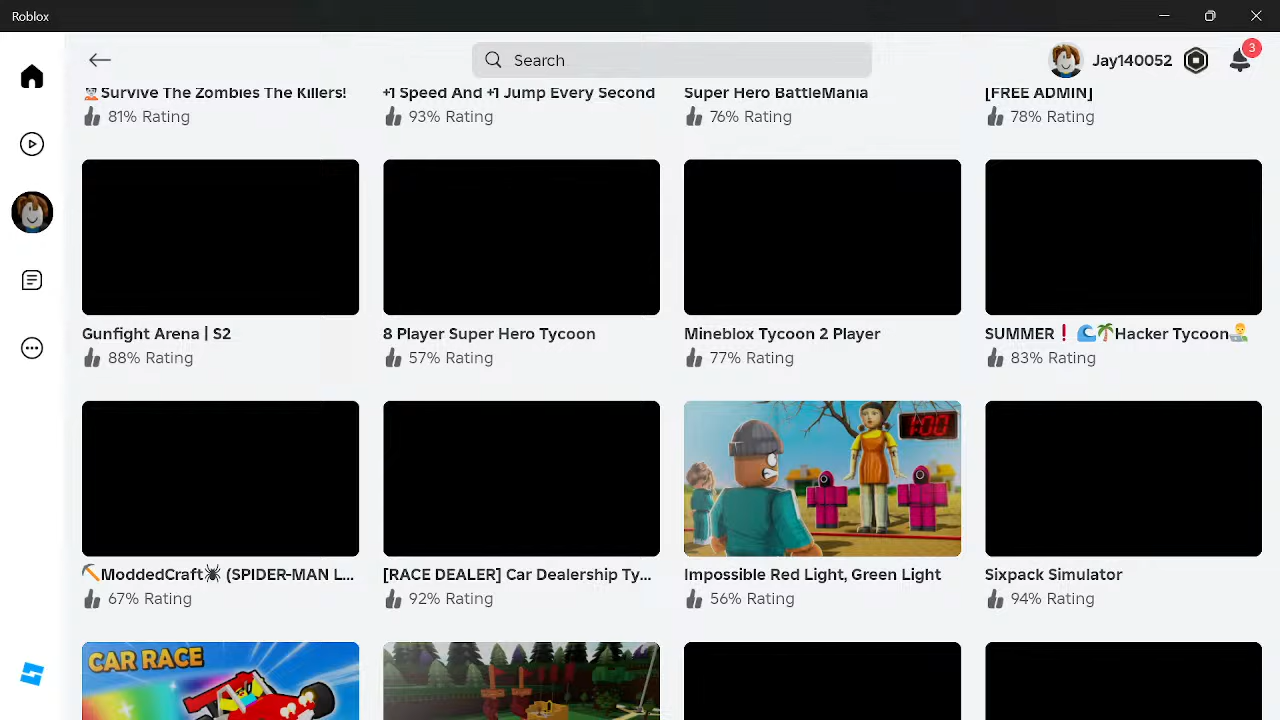 Roblox
Search
Jay140052
3
🧟Survive The Zombies The Killers!
+1 Speed And +1 Jump Every Second
Super Hero BattleMania
[FREE ADMIN]
81% Rating
93% Rating
76% Rating
78% Rating
Gunfight Arena | S2
8 Player Super Hero Tycoon
Mineblox Tycoon 2 Player
SUMMER❗🌊🌴Hacker Tycoon👨‍💻
88% Rating
57% Rating
77% Rating
83% Rating
1:00
⛏️ModdedCraft🕷️ (SPIDER-MAN L...
[RACE DEALER] Car Dealership Ty...
Impossible Red Light, Green Light
Sixpack Simulator
67% Rating
92% Rating
56% Rating
94% Rating
CAR RACE